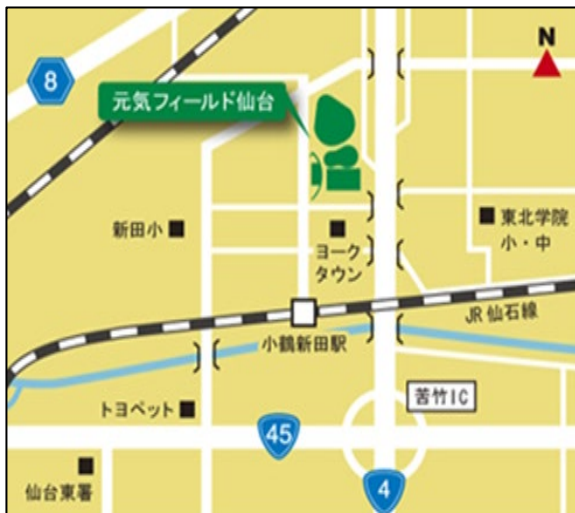 N
8
元気フィールド仙台
新田小
ヨーク
タウン
東北学院
小・中
JR 仙石線
小鶴新田駅
トヨペット
苦竹IC
45
4
仙台東署